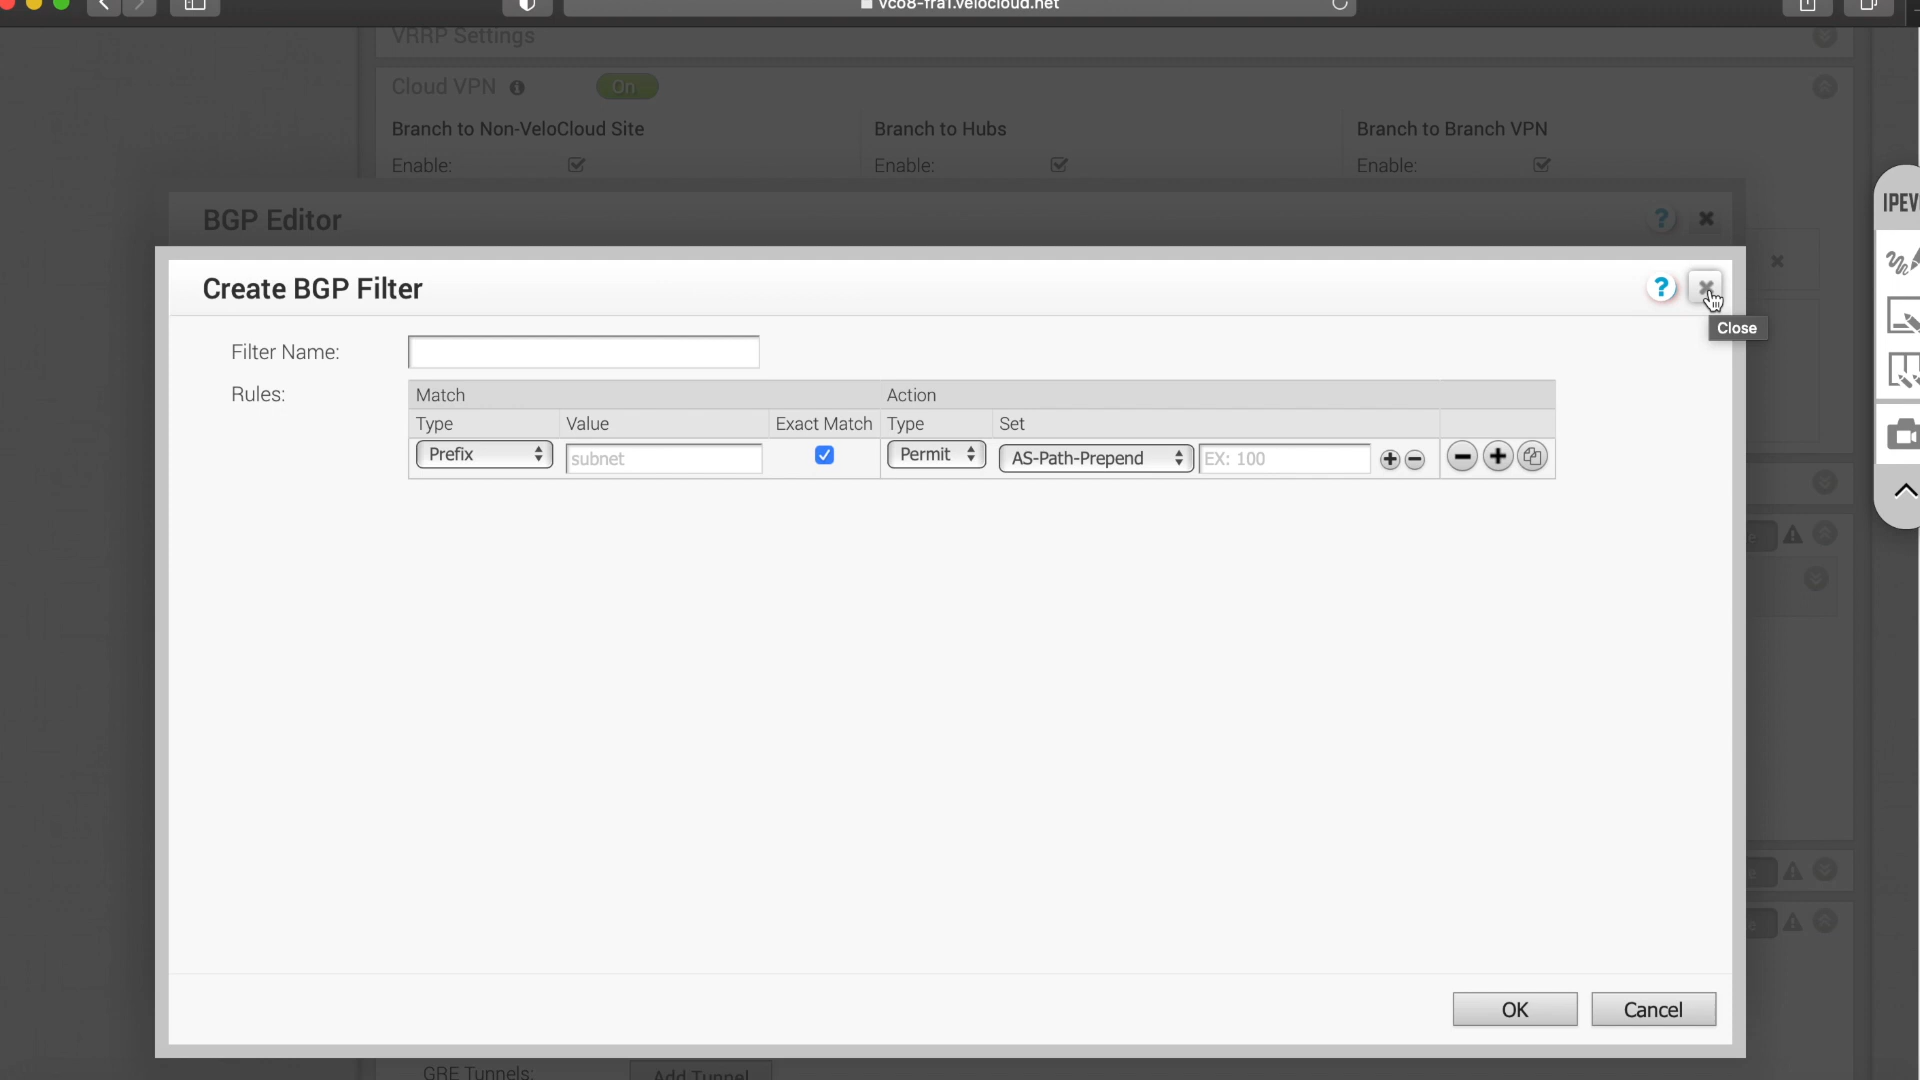 vco8-fra1.velocloud.net
VRRP Settings
Cloud VPN On
Branch to Non-VeloCloud Site Branch to Hubs Branch to Branch VPN
Enable: Enable: Enable:
BGP Editor ?
IPEV
Create BGP Filter ?
Close
Filter Name:
Rules: Match Action
Type Value Exact Match Type Set
Prefix subnet Permit AS-Path-Prepend EX: 100
OK Cancel
GRE Tunnels: Add Tunnel